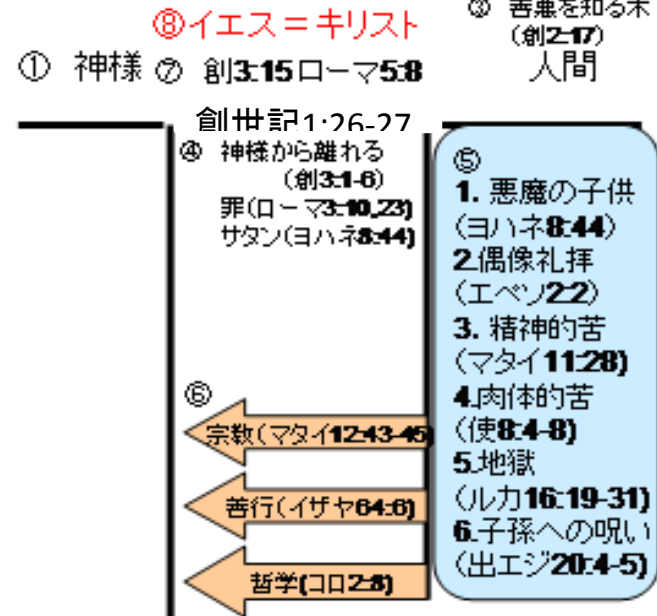 ⑧イエス＝キリスト
③ 善悪を知る木
(創2:17)
① 神様
⑦ 創3:15ローマ5:8
人間
創世記1:26-27
④ 神様から離れる
(創3:1-6)
罪(ローマ3:10,23)
サタン(ヨハネ8:44)
⑤
1. 悪魔の子供
(ヨハネ8:44)
2.偶像礼拝
(エペソ2:2)
3. 精神的苦
(マタイ11:28)
4.肉体的苦
(使8:4-8)
5.地獄
(ルカ16:19-31)
6.子孫への呪い
(出エジ20:4-5)
⑥
宗教(マタイ12:43-45)
善行(イザヤ64:6)
哲学(コロ2:8)